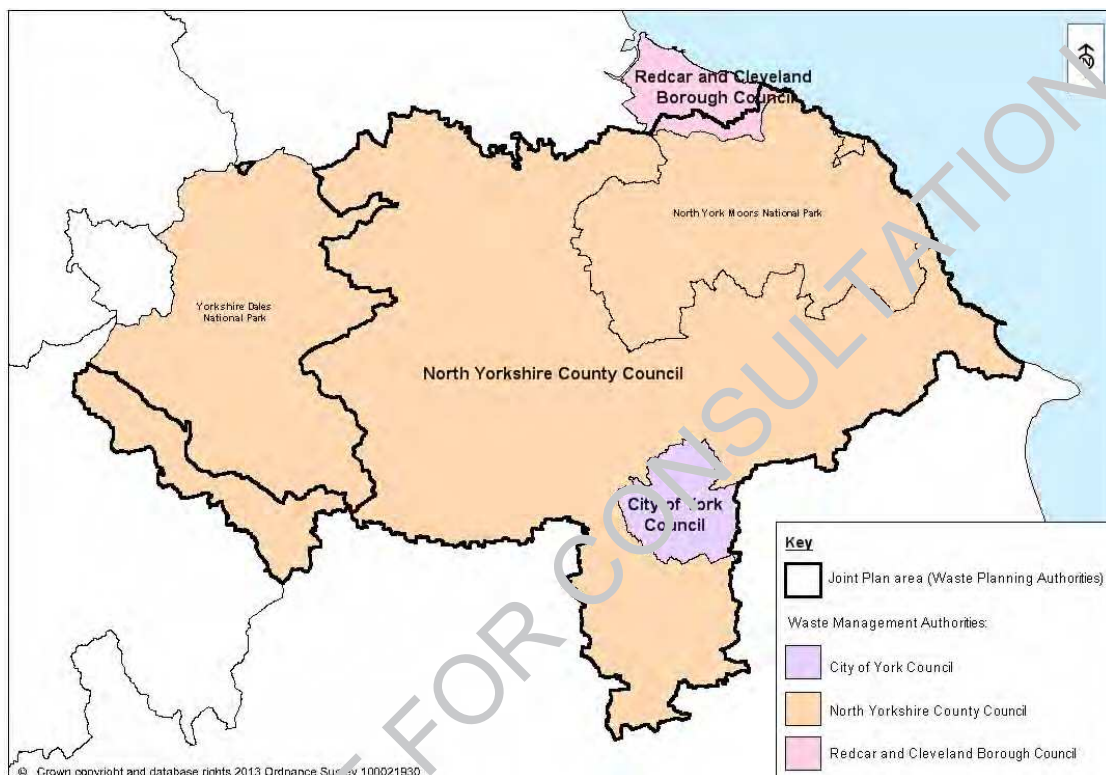 Redcar and Cleveland
Borough Council
North York Moors National Park
Yorkshire Dales
National Park
North Yorkshire County Council
City of York
Council
Key
Joint Plan area (Waste Planning Authorities)
Waste Management Authorities:
City of York Council
North Yorkshire County Council
Redcar and Cleveland Borough Council
© Crown copyright and database rights 2013 Ordnance Survey 100021930
FOR CONSULTATION